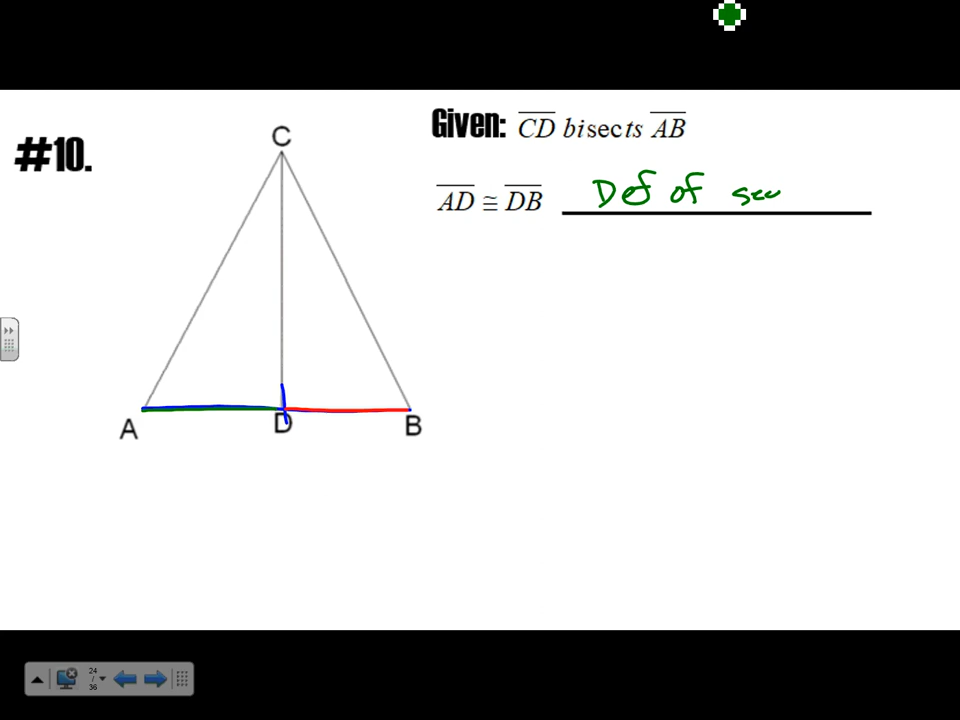 #10.
Given: CD bisects AB
AD ≅ DB Def of sec
C
A
D
B
24
/
36